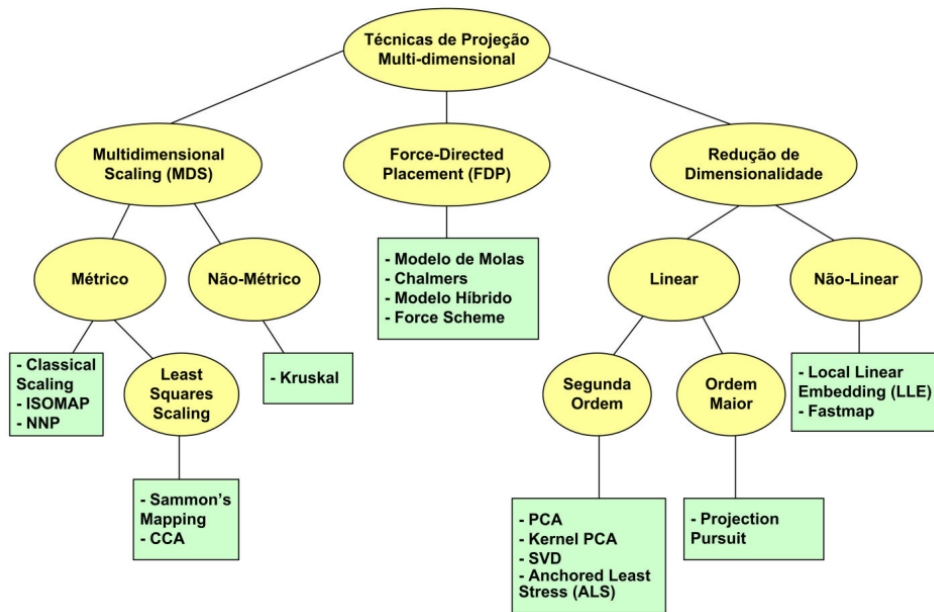 Técnicas de Projeção
Multi-dimensional
Multidimensional
Scaling (MDS)
Force-Directed
Placement (FDP)
Redução de
Dimensionalidade
Métrico
Não-Métrico
- Modelo de Molas
- Chalmers
- Modelo Híbrido
- Force Scheme
Linear
Não-Linear
- Classical
Scaling
- ISOMAP
- NNP
Least
Squares
Scaling
- Kruskal
Segunda
Ordem
Ordem
Maior
- Local Linear
Embedding (LLE)
- Fastmap
- Sammon's
Mapping
- CCA
- PCA
- Kernel PCA
- SVD
- Anchored Least
Stress (ALS)
- Projection
Pursuit